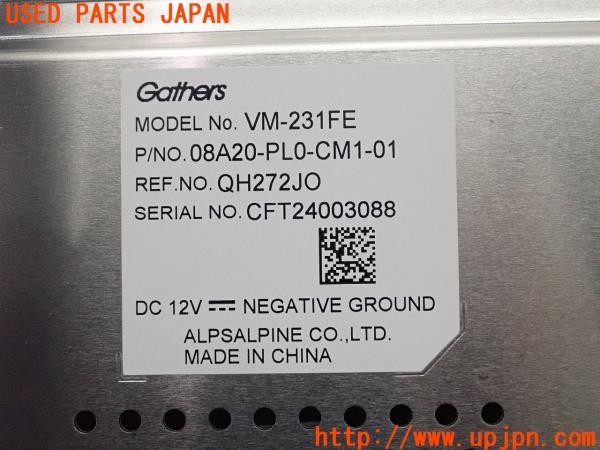 USED PARTS JAPAN
Gathers
MODEL No. VM-231FE
P/NO. 08A20-PL0-CM1-01
REF.NO. QH272JO
SERIAL NO. CFT24003088
DC 12V NEGATIVE GROUND
ALPSALPINE CO.,LTD.
MADE IN CHINA
http://www.upjpn.com